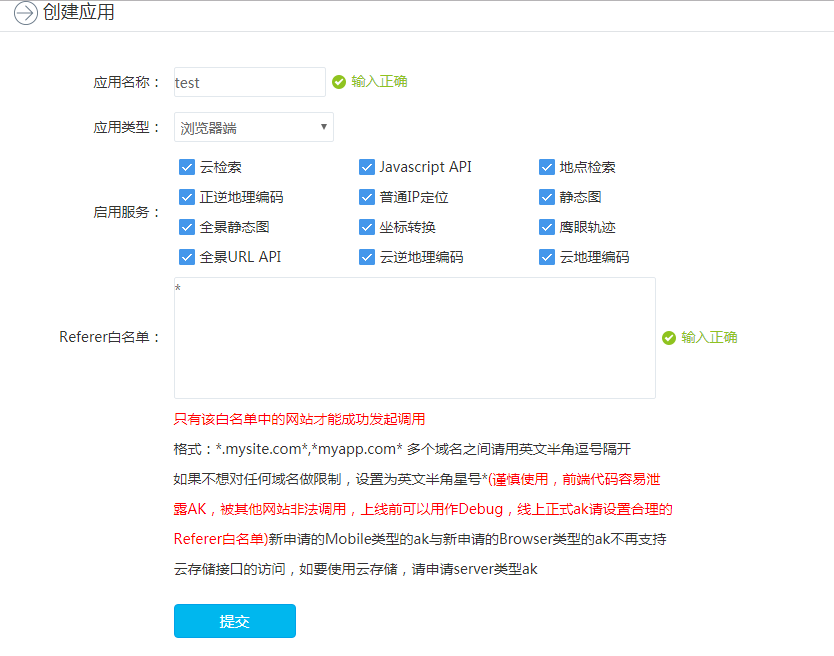 创建应用
应用名称： test 输入正确
应用类型： 浏览器端
云检索 Javascript API 地点检索
正逆地理编码 普通IP定位 静态图
启用服务：
全景静态图 坐标转换 鹰眼轨迹
全景URL API 云逆地理编码 云地理编码
*
Referer白名单： 输入正确
只有该白名单中的网站才能成功发起调用
格式：*.mysite.com*,*myapp.com* 多个域名之间请用英文半角逗号隔开
如果不想对任何域名做限制，设置为英文半角星号*(谨慎使用，前端代码容易泄
露AK，被其他网站非法调用，上线前可以用作Debug，线上正式ak请设置合理的
Referer白名单)新申请的Mobile类型的ak与新申请的Browser类型的ak不再支持
云存储接口的访问，如要使用云存储，请申请server类型ak
提交